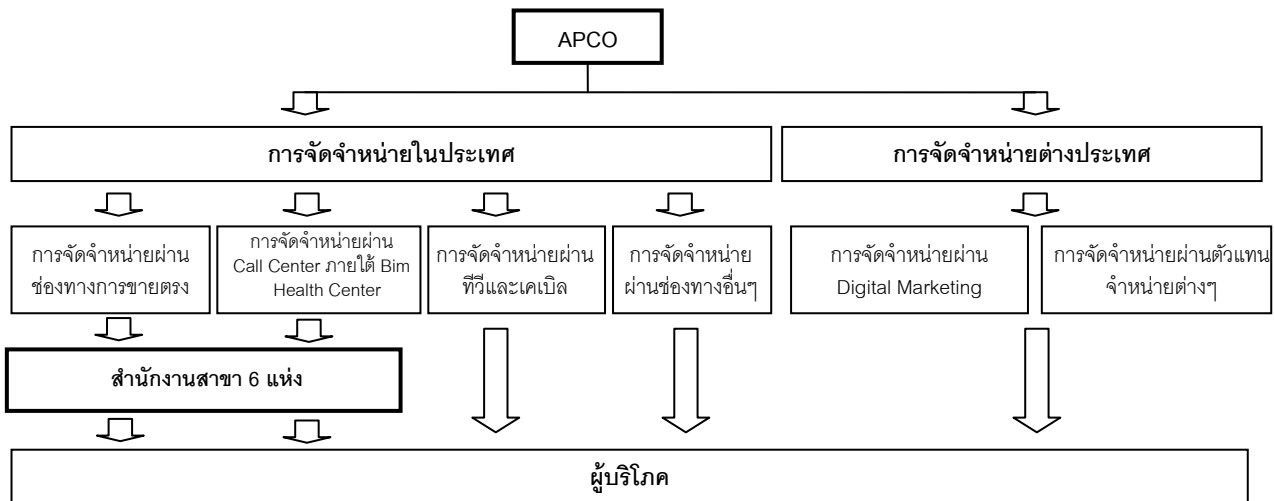 APCO
การจัดจำหน่ายในประเทศ
การจัดจำหน่ายต่างประเทศ
การจัดจำหน่ายผ่าน
ช่องทางการขายตรง
การจัดจำหน่ายผ่าน
Call Center ภายใต้ Bim
Health Center
การจัดจำหน่ายผ่าน
ทีวีและเคเบิล
การจัดจำหน่าย
ผ่านช่องทางอื่นๆ
การจัดจำหน่ายผ่าน
Digital Marketing
การจัดจำหน่ายผ่านตัวแทน
จำหน่ายต่างๆ
สำนักงานสาขา 6 แห่ง
ผู้บริโภค